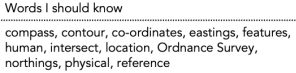 Words I should know
compass, contour, co-ordinates, eastings, features,
human, intersect, location, Ordnance Survey,
northings, physical, reference